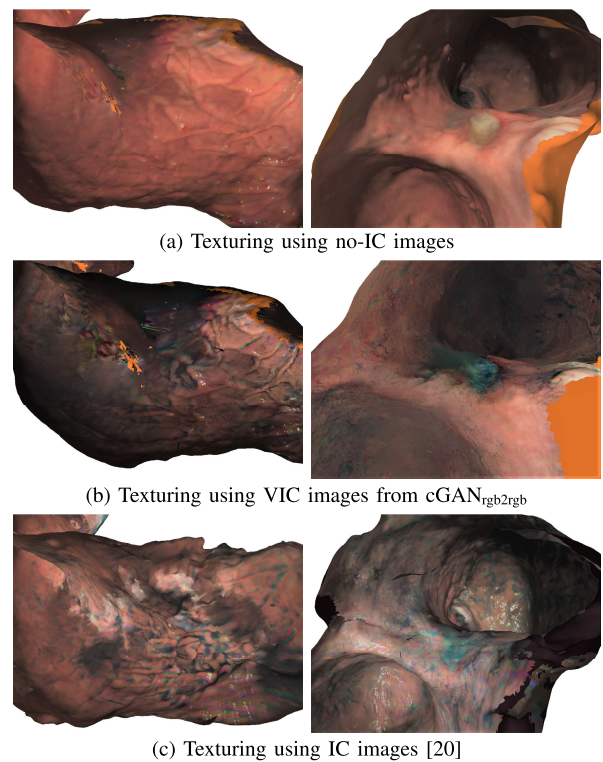 (a) Texturing using no-IC images
(b) Texturing using VIC images from cGANrgb2rgb
(c) Texturing using IC images [20]